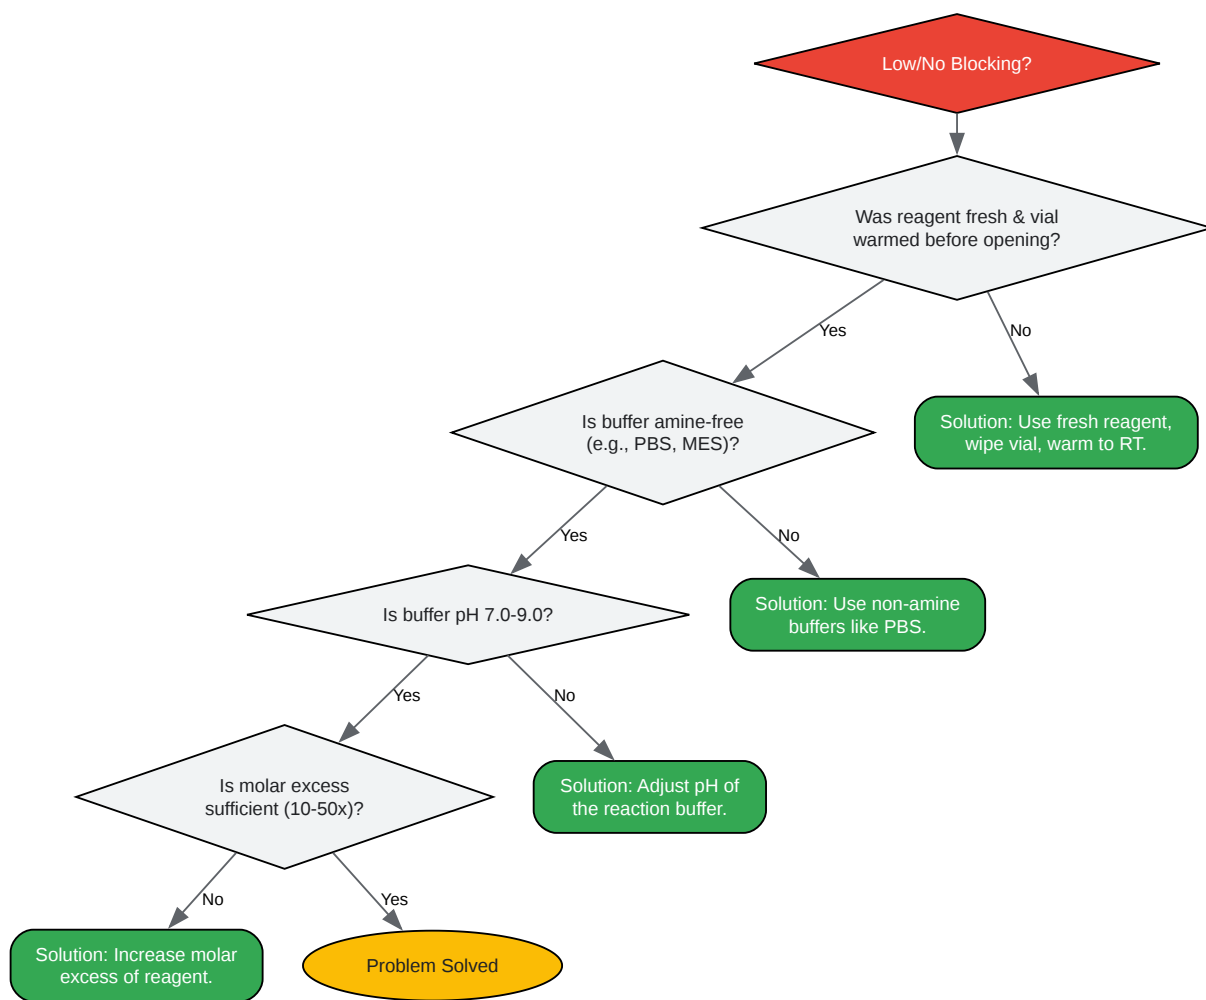 Low/No Blocking?
Was reagent fresh & vial
warmed before opening?
Yes
No
Is buffer amine-free
(e.g., PBS, MES)?
Solution: Use fresh reagent,
wipe vial, warm to RT.
Yes
No
Is buffer pH 7.0-9.0?
Solution: Use non-amine
buffers like PBS.
Yes
No
Is molar excess
sufficient (10-50x)?
Solution: Adjust pH of
the reaction buffer.
No
Yes
Solution: Increase molar
excess of reagent.
Problem Solved